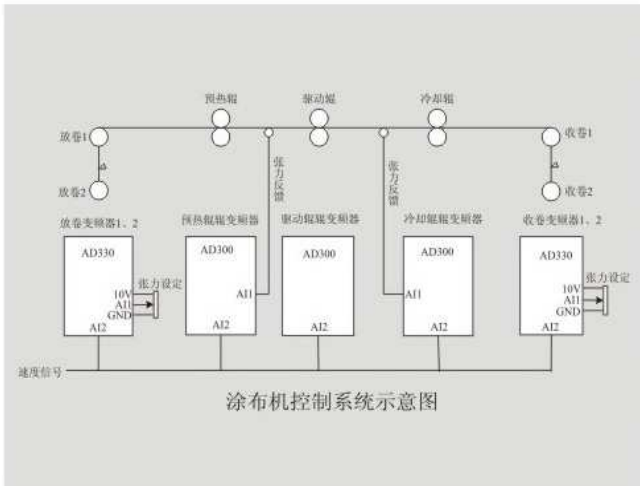 预热辊 驱动辊 冷却辊
放卷1 收卷1
张力反馈 张力反馈
放卷2 收卷2
放卷变频器1、2 预热辊辊变频器 驱动辊辊变频器 冷却辊辊变频器 收卷变频器1、2
AD330 AD300 AD300 AD300 AD330
张力设定 张力设定
10V AI1 AI1 10V
AI1 AI1
GND GND
AI2 AI2 AI2 AI2 AI2
速度信号
涂布机控制系统示意图